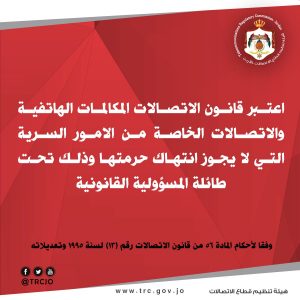 اعتبر قانون الاتصالات المكالمات الهاتفية
والاتصالات الخاصة من الامور السرية
التي لا يجوز انتهاك حرمتها وذلك تحت
طائلة المسؤولية القانونية
وفقا لأحكام المادة ٥٦ من قانون الاتصالات رقم (١٣) لسنة ١٩٩٥ وتعديلاته
@TRCJO
www.trc.gov.jo
هيئة تنظيم قطاع الاتصالات